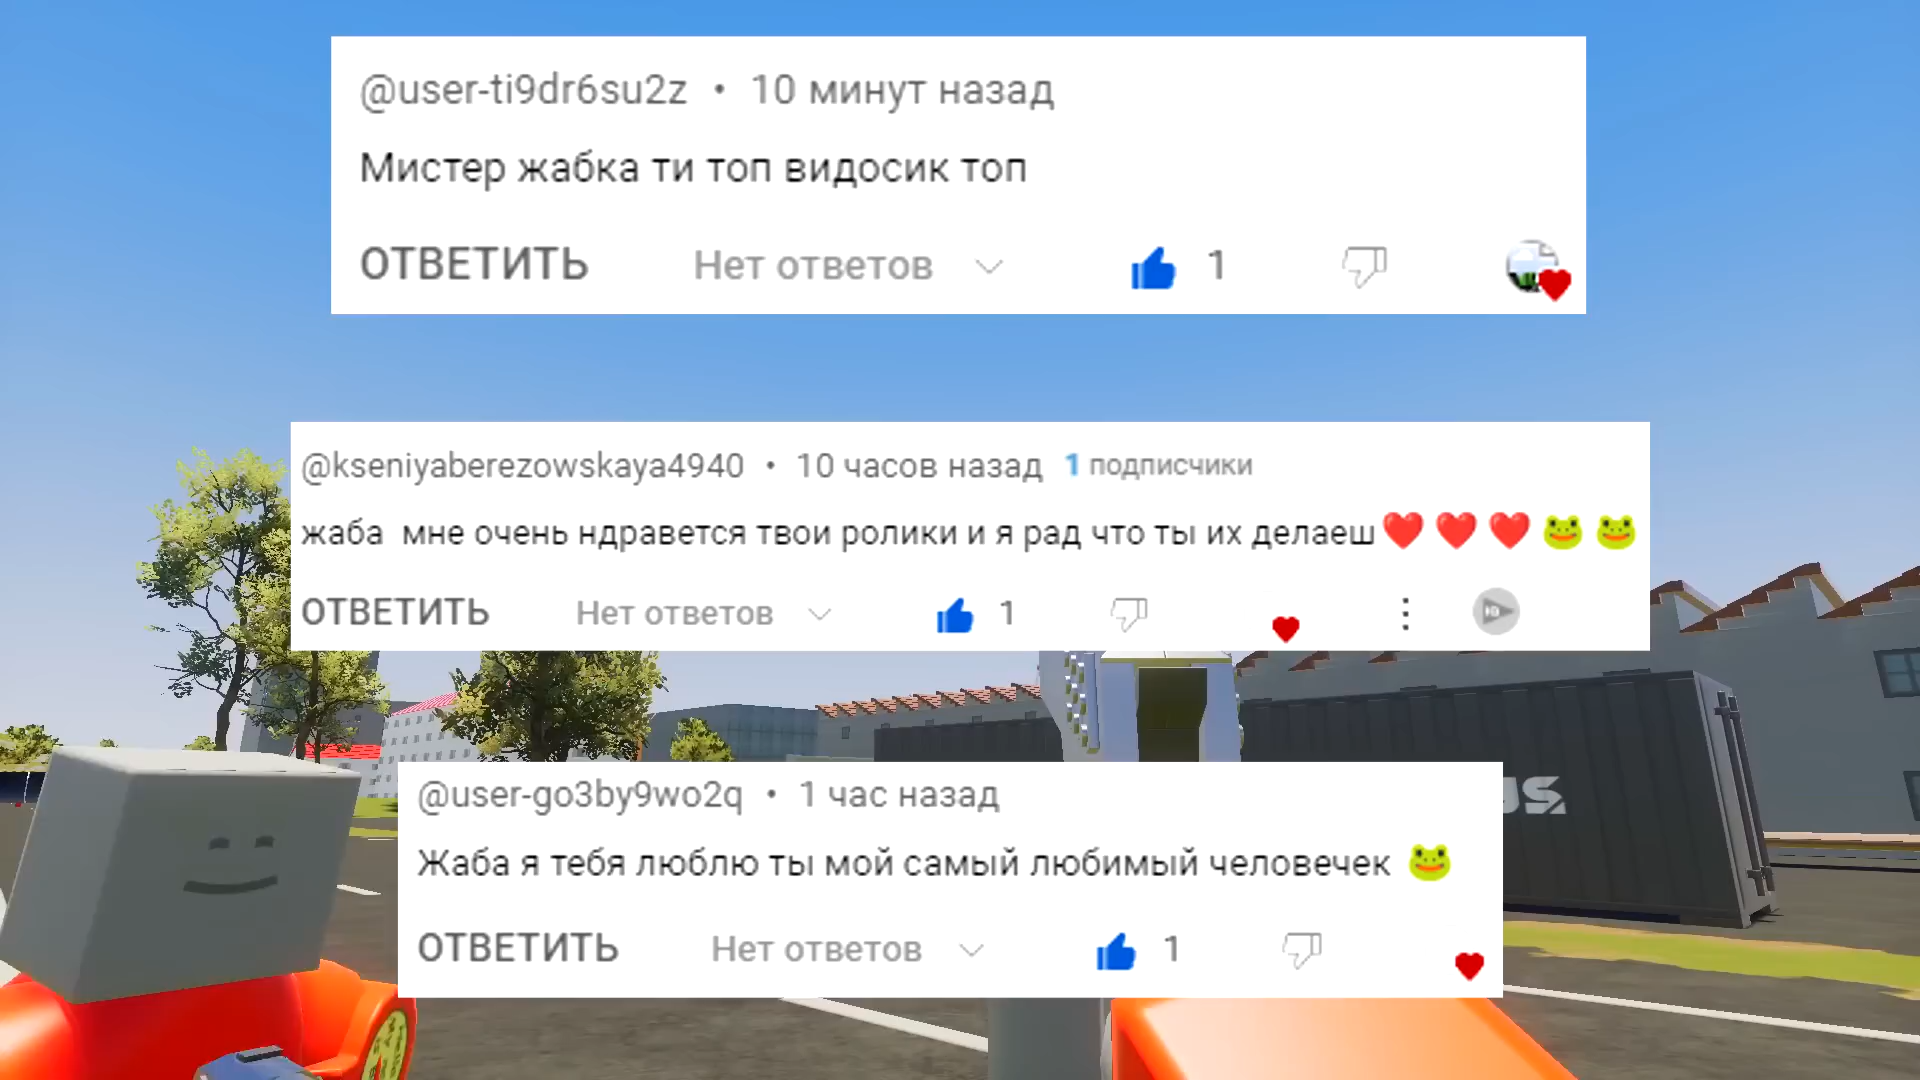 @user-ti9dr6su2z • 10 минут назад
Мистер жабка ти топ видосик топ
ОТВЕТИТЬ Нет ответов 1
@kseniyaberezowskaya4940 • 10 часов назад 1 подписчики
жаба мне очень ндравется твои ролики и я рад что ты их делаеш ❤️ ❤️ ❤️ 🐸 🐸
ОТВЕТИТЬ Нет ответов 1
@user-go3by9wo2q • 1 час назад
Жаба я тебя люблю ты мой самый любимый человечек 🐸
ОТВЕТИТЬ Нет ответов 1